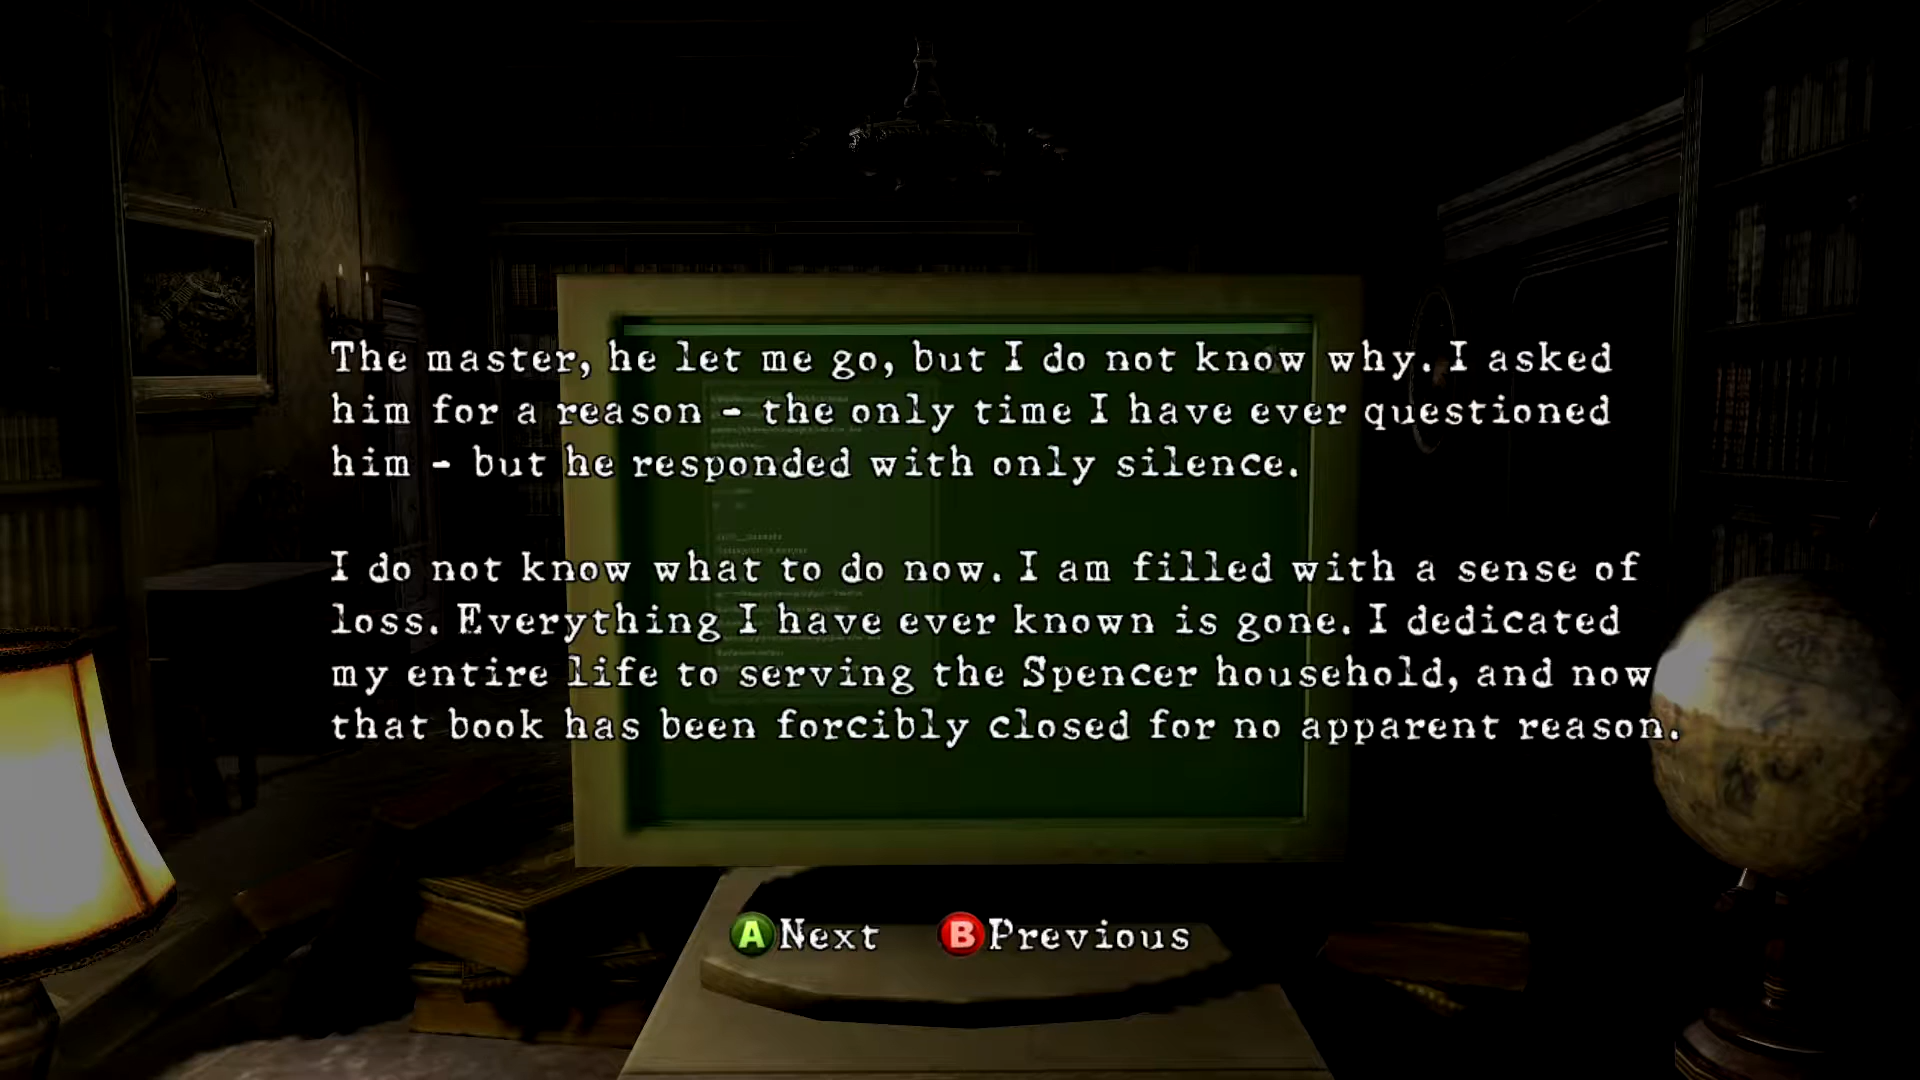 The master, he let me go, but I do not know why. I asked
him for a reason - the only time I have ever questioned
him - but he responded with only silence.
I do not know what to do now. I am filled with a sense of
loss. Everything I have ever known is gone. I dedicated
my entire life to serving the Spencer household, and now
that book has been forcibly closed for no apparent reason.
A Next B Previous